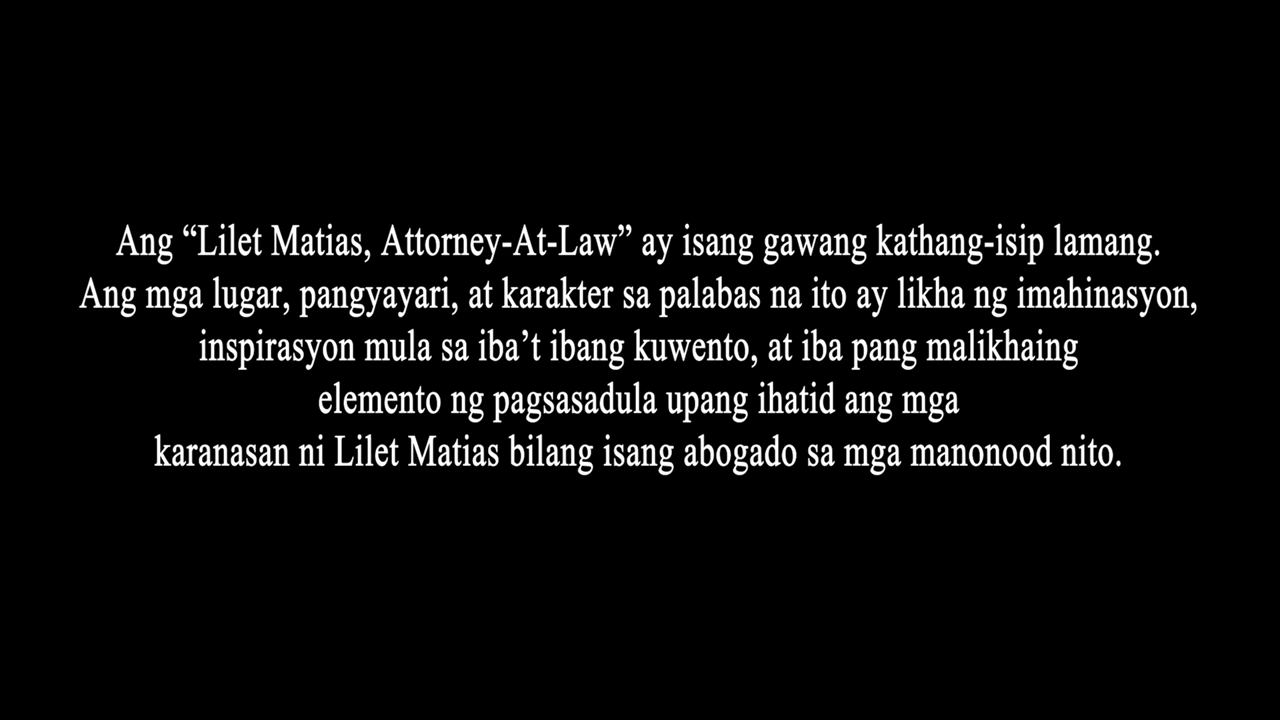 Ang “Lilet Matias, Attorney-At-Law” ay isang gawang kathang-isip lamang.
Ang mga lugar, pangyayari, at karakter sa palabas na ito ay likha ng imahinasyon,
inspirasyon mula sa iba’t ibang kuwento, at iba pang malikhaing
elemento ng pagsasadula upang ihatid ang mga
karanasan ni Lilet Matias bilang isang abogado sa mga manonood nito.